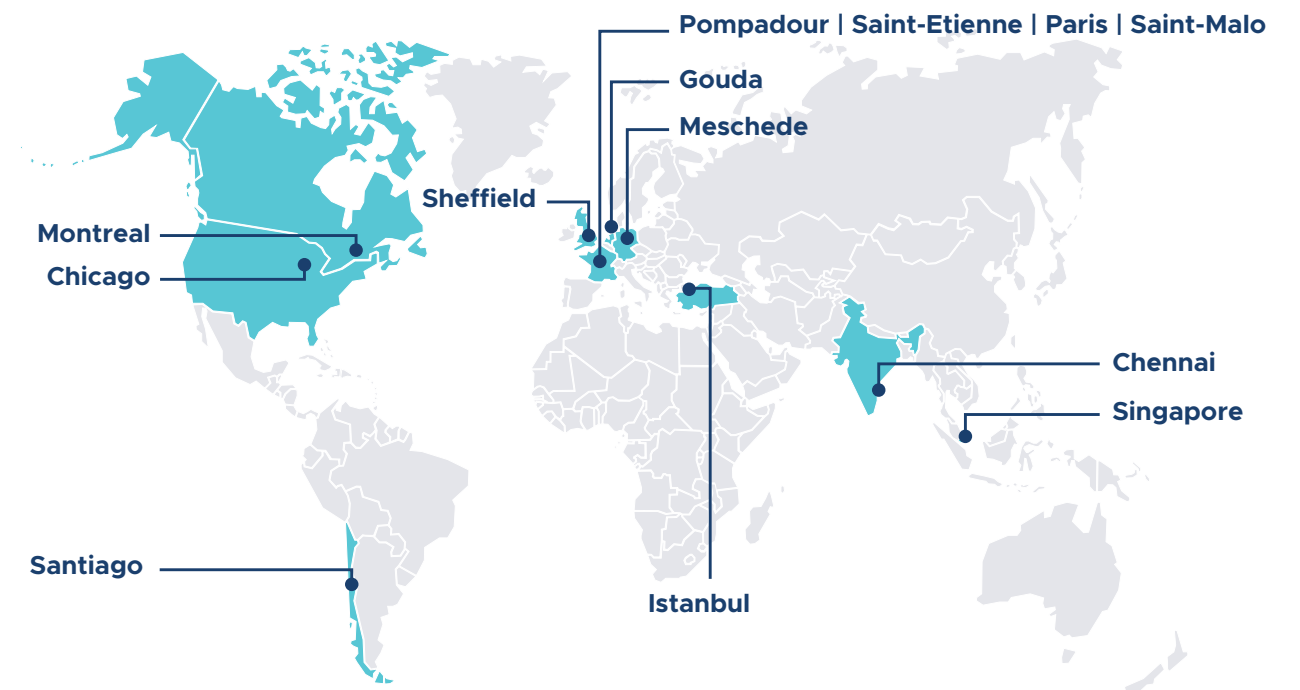 Pompadour | Saint-Etienne | Paris | Saint-Malo
Gouda
Meschede
Sheffield
Montreal
Chicago
Chennai
Singapore
Santiago
Istanbul